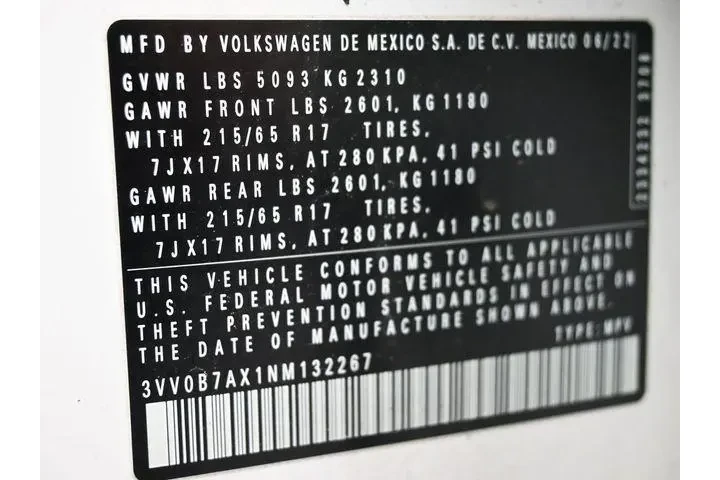 MFD BY VOLKSWAGEN DE MEXICO S.A. DE C.V. MEXICO 06/22
GVWR LBS 5093 KG 2310
GAWR FRONT LBS 2601, KG 1180
WITH 215/65 R17 TIRES,
7JX17 RIMS, AT 280 KPA, 41 PSI COLD
GAWR REAR LBS 2601, KG 1180
WITH 215/65 R17 TIRES,
7JX17 RIMS, AT 280 KPA, 41 PSI COLD
THIS VEHICLE CONFORMS TO ALL APPLICABLE
U.S. FEDERAL MOTOR VEHICLE SAFETY AND
THEFT PREVENTION STANDARDS IN EFFECT ON
THE DATE OF MANUFACTURE SHOWN ABOVE.
TYPE: MPV
3VV0B7AX1NM132267